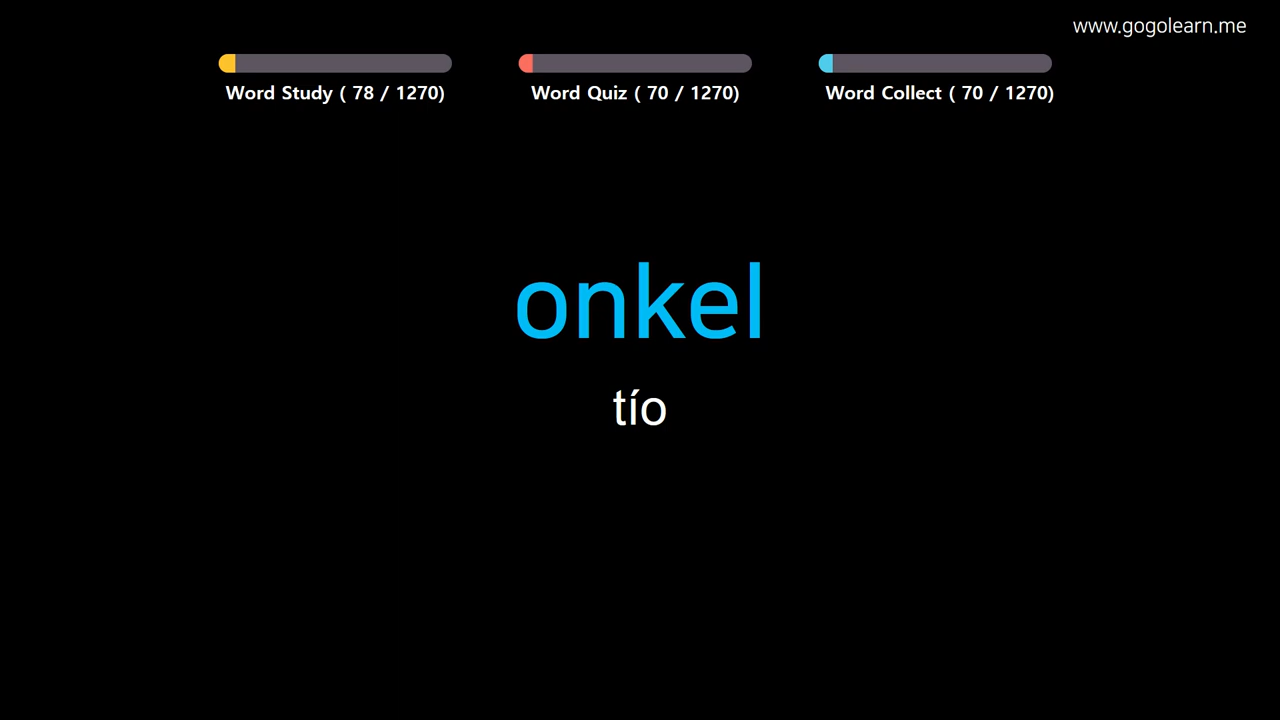 www.gogolearn.me
Word Study ( 78 / 1270)
Word Quiz ( 70 / 1270)
Word Collect ( 70 / 1270)
onkel
tío